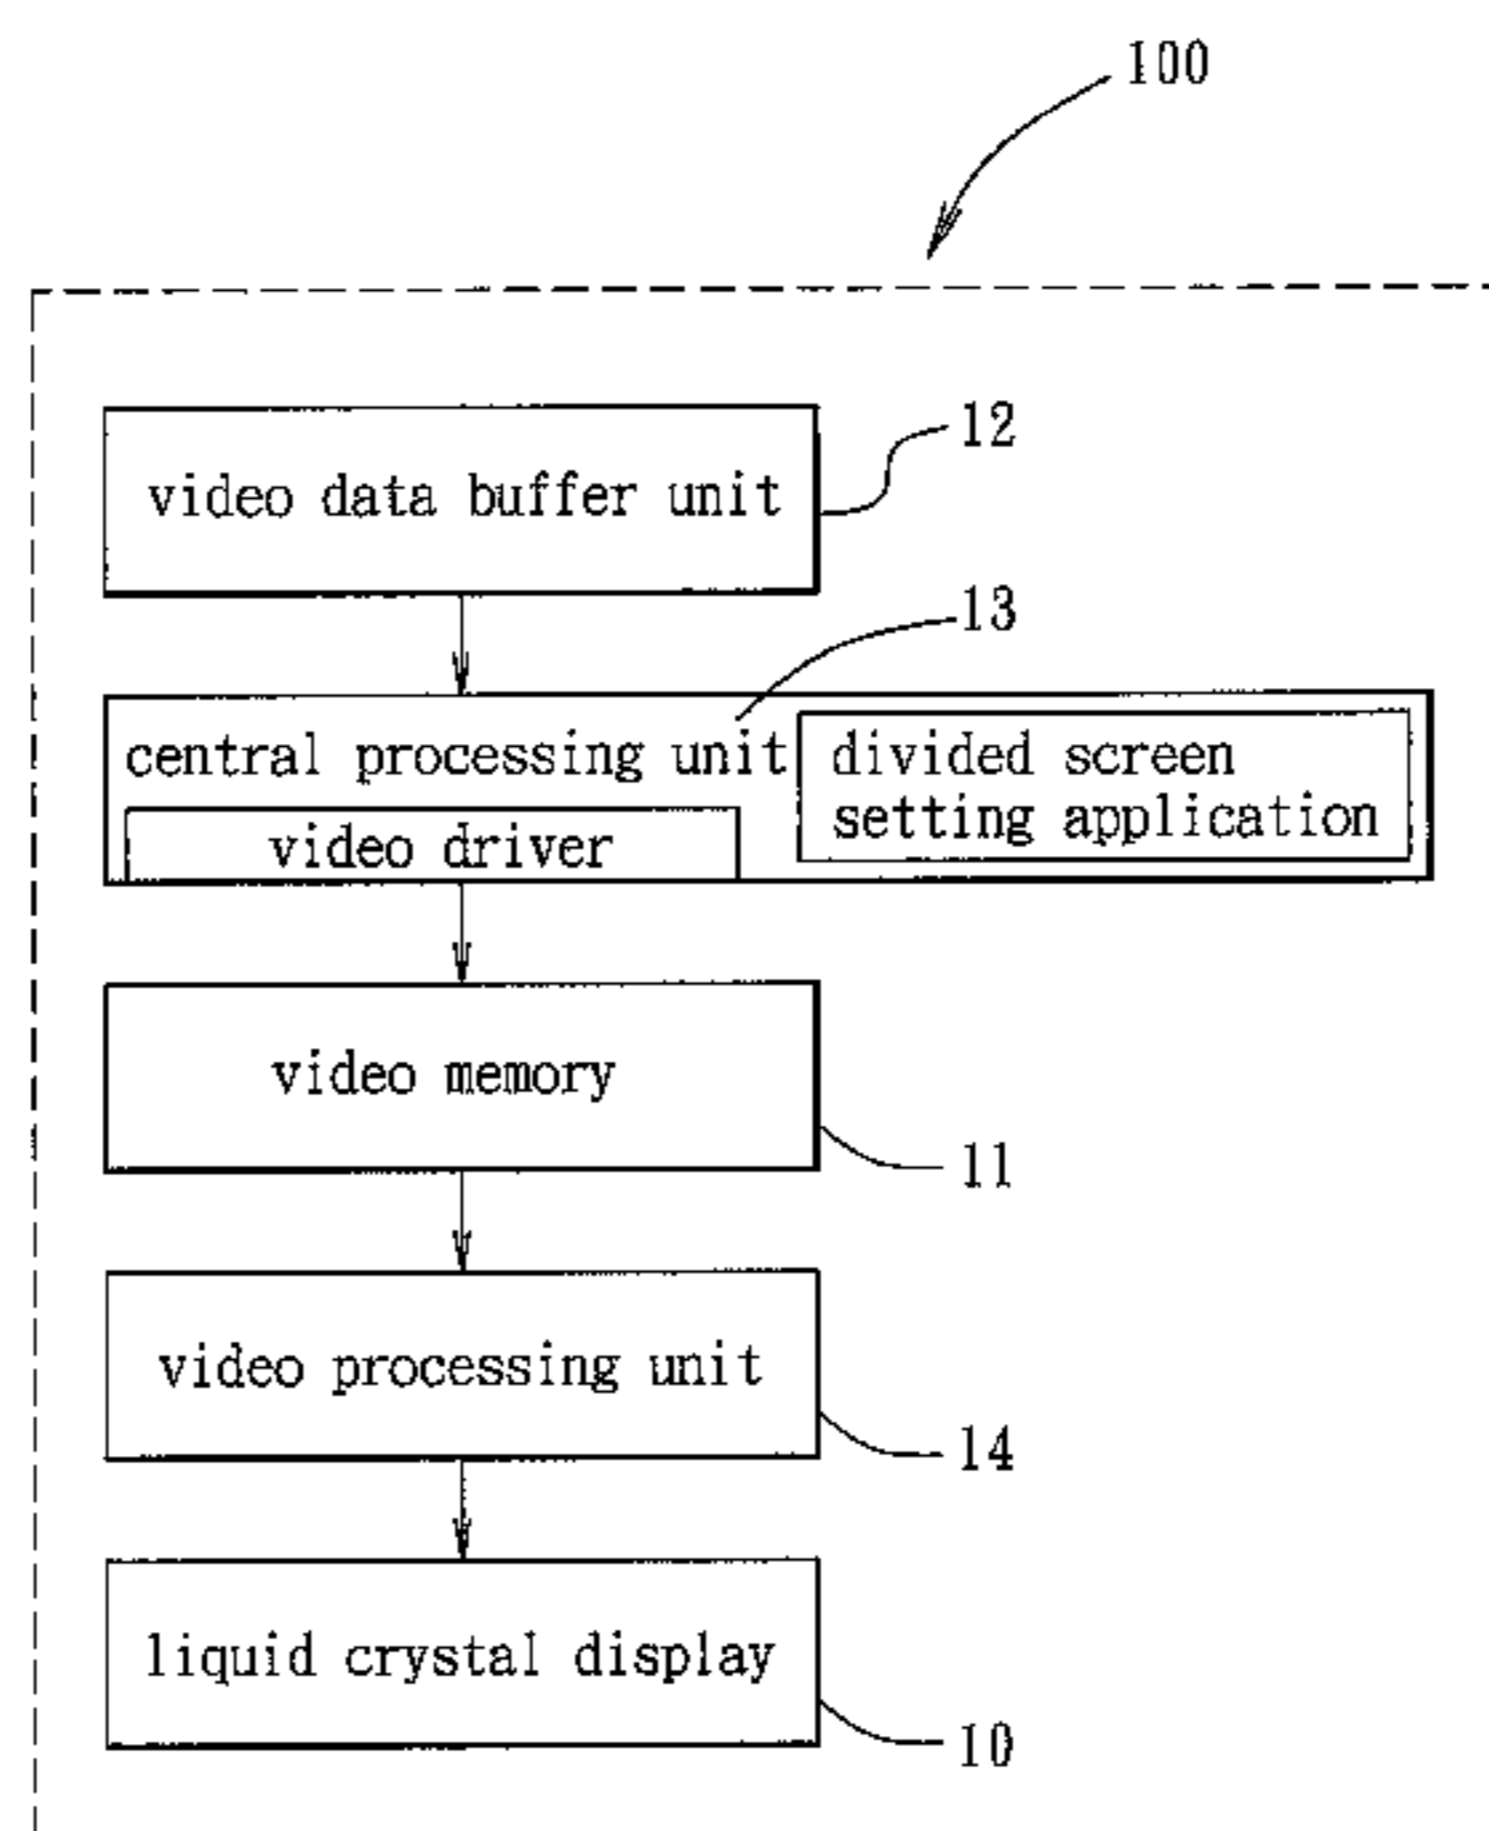 100
video data buffer unit
12
13
central processing unit
divided screen
setting application
video driver
video memory
11
video processing unit
14
liquid crystal display
10